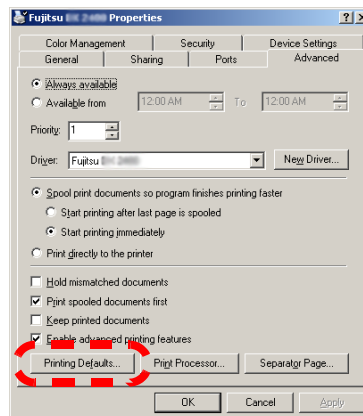 Fujitsu Properties
Color Management Security Device Settings
General Sharing Ports Advanced
Always available
Available from 12:00 AM To 12:00 AM
Priority: 1
Driver: Fujitsu New Driver...
Spool print documents so program finishes printing faster
Start printing after last page is spooled
Start printing immediately
Print directly to the printer
Hold mismatched documents
Print spooled documents first
Keep printed documents
Enable advanced printing features
Printing Defaults... Print Processor... Separator Page...
OK Cancel Apply